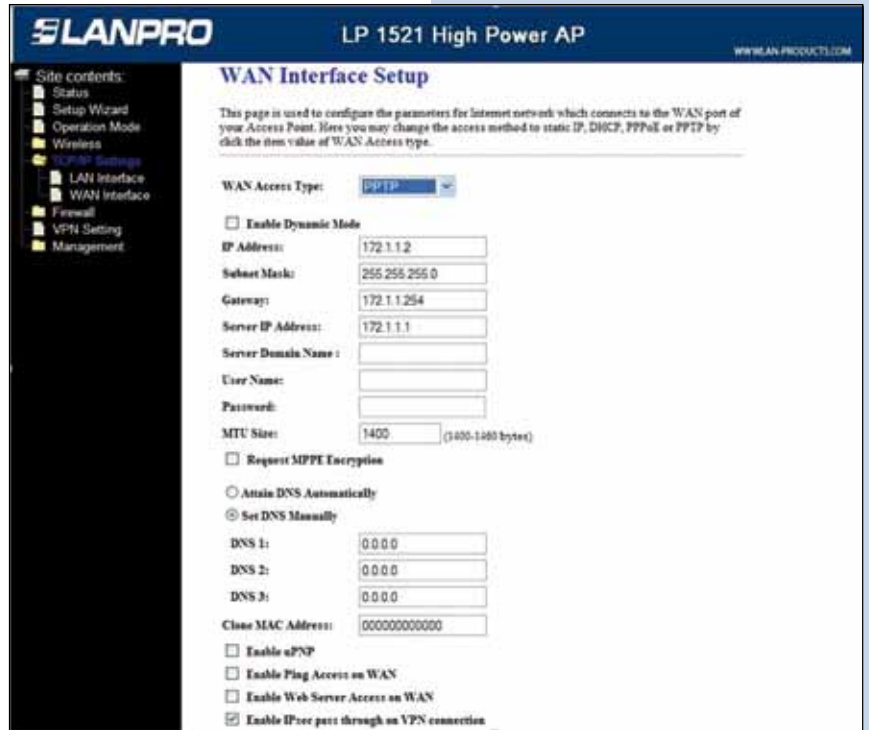 LANPRO
LP 1521 High Power AP
WWW.LAN-PRODUCTS.COM
Site contents:
Status
Setup Wizard
Operation Mode
Wireless
TCP/IP Settings
LAN Interface
WAN Interface
Firewall
VPN Setting
Management
WAN Interface Setup
This page is used to configure the parameters for Internet network which connects to the WAN port of
your Access Point. Here you may change the access method to static IP, DHCP, PPPoE or PPTP by
click the item value of WAN Access type.
WAN Access Type: PPTP
Enable Dynamic Mode
IP Address: 172.1.1.2
Subnet Mask: 255.255.255.0
Gateway: 172.1.1.254
Server IP Address: 172.1.1.1
Server Domain Name :
User Name:
Password:
MTU Size: 1400 (1400-1460 bytes)
Request MPPE Encryption
Attain DNS Automatically
Set DNS Manually
DNS 1: 0.0.0.0
DNS 2: 0.0.0.0
DNS 3: 0.0.0.0
Clone MAC Address: 000000000000
Enable uPNP
Enable Ping Access on WAN
Enable Web Server Access on WAN
Enable IPsec pass through on VPN connection